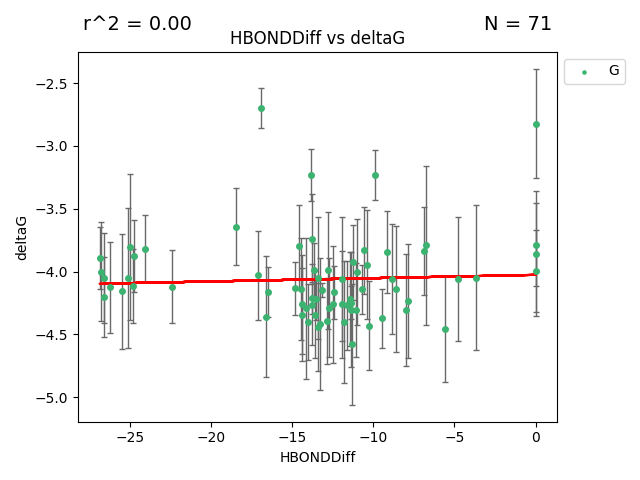 r^2 = 0.00
N = 71
HBONDDiff vs deltaG
G
−2.5
−3.0
−3.5
−4.0
−4.5
−5.0
deltaG
−25
−20
−15
−10
−5
0
HBONDDiff